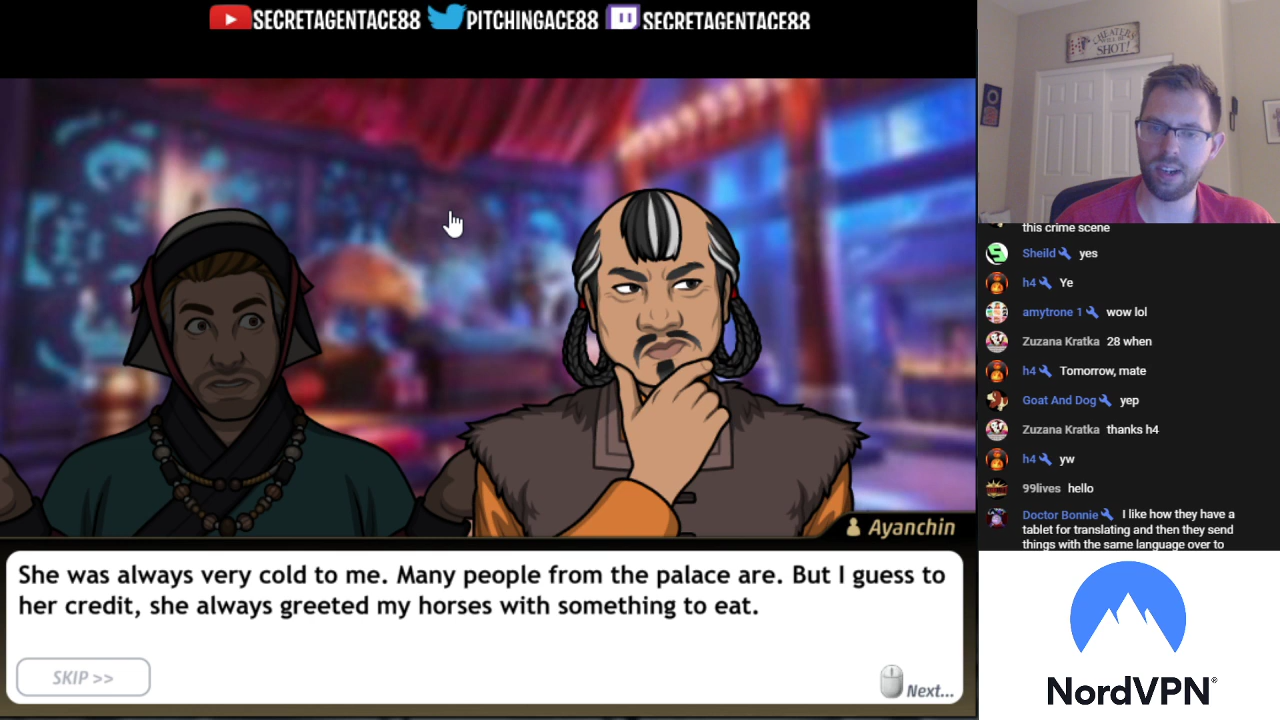 SECRETAGENTACE88 PITCHINGACE88 SECRETAGENTACE88
CHEATERS
WILL BE
SHOT!
this crime scene
Sheild yes
h4 Ye
amytrone 1 wow lol
Zuzana Kratka 28 when
h4 Tomorrow, mate
Goat And Dog yep
Zuzana Kratka thanks h4
h4 yw
99lives hello
Doctor Bonnie I like how they have a
tablet for translating and then they send
things with the same language over to
Ayanchin
She was always very cold to me. Many people from the palace are. But I guess to
her credit, she always greeted my horses with something to eat.
SKIP >>
Next...
NordVPN®